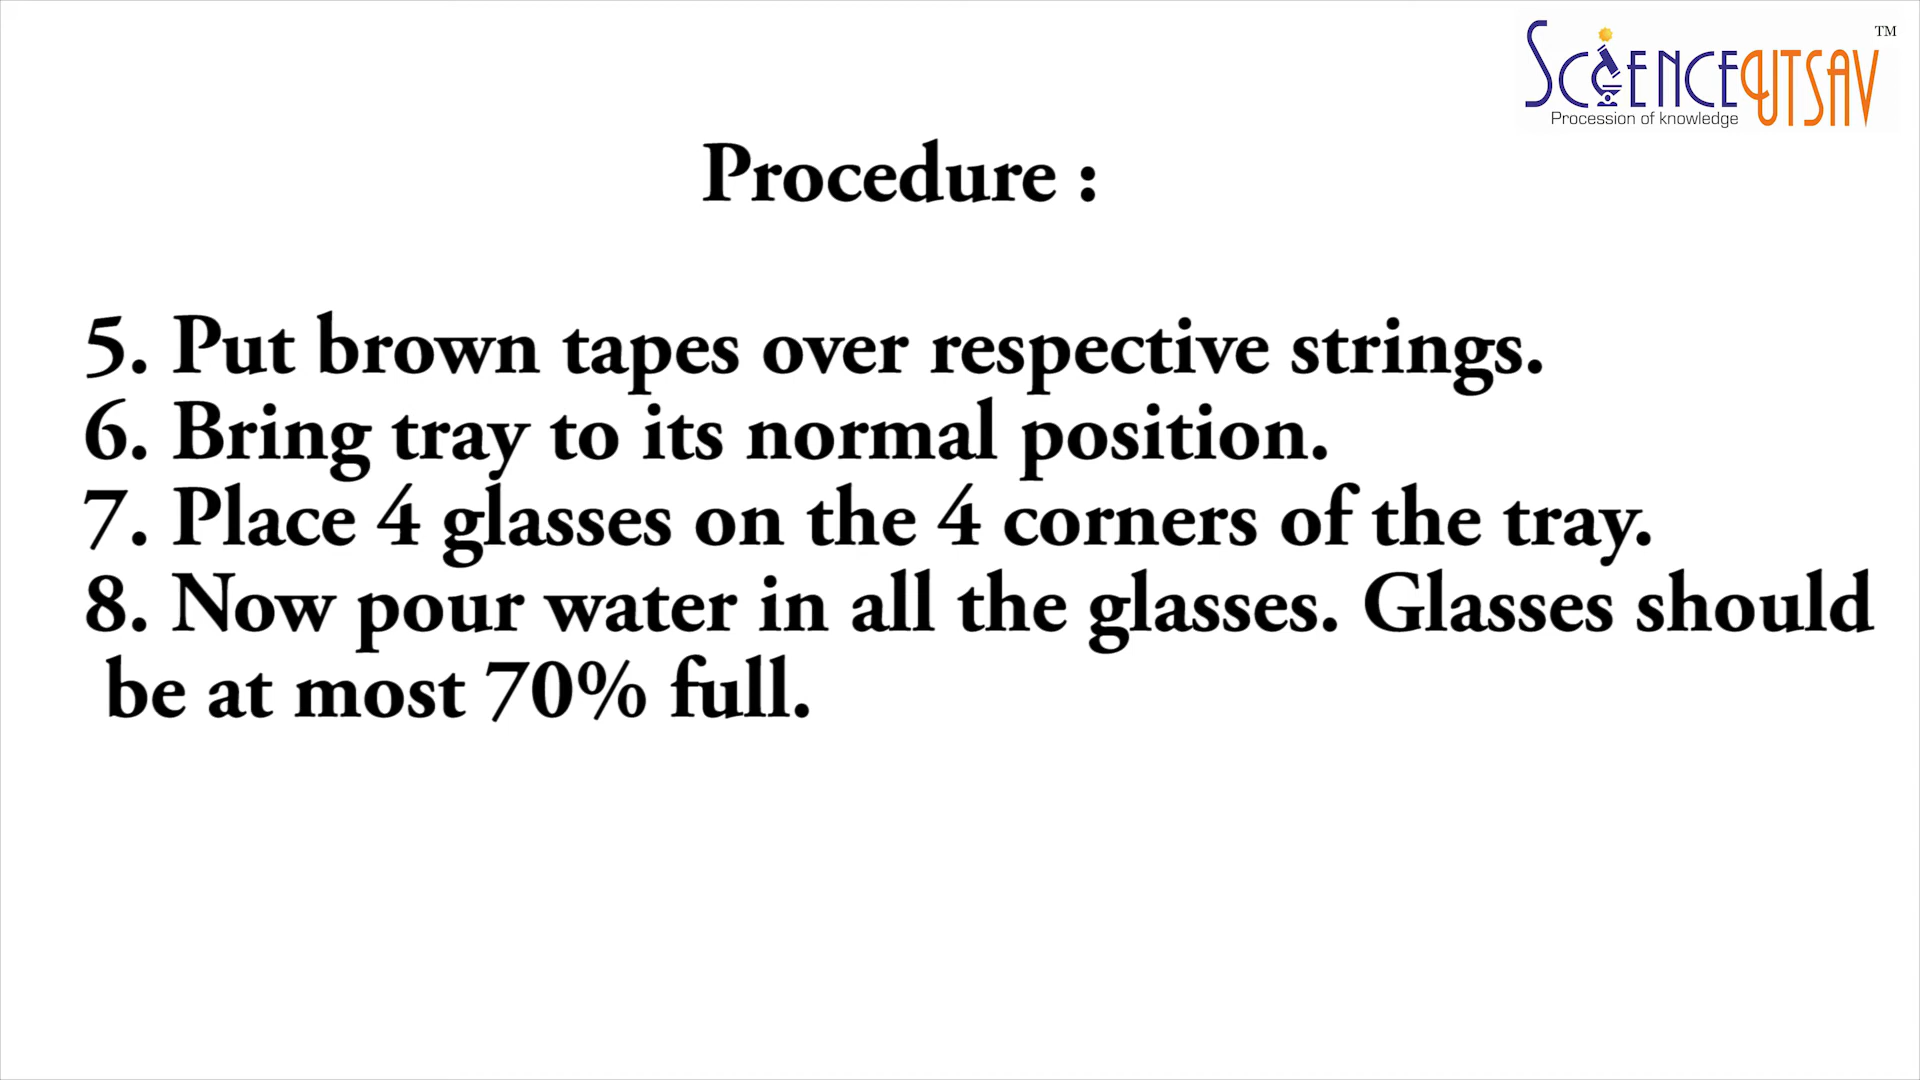 SCIENCE UTSAV TM
Procession of knowledge
Procedure :
5. Put brown tapes over respective strings.
6. Bring tray to its normal position.
7. Place 4 glasses on the 4 corners of the tray.
8. Now pour water in all the glasses. Glasses should
be at most 70% full.